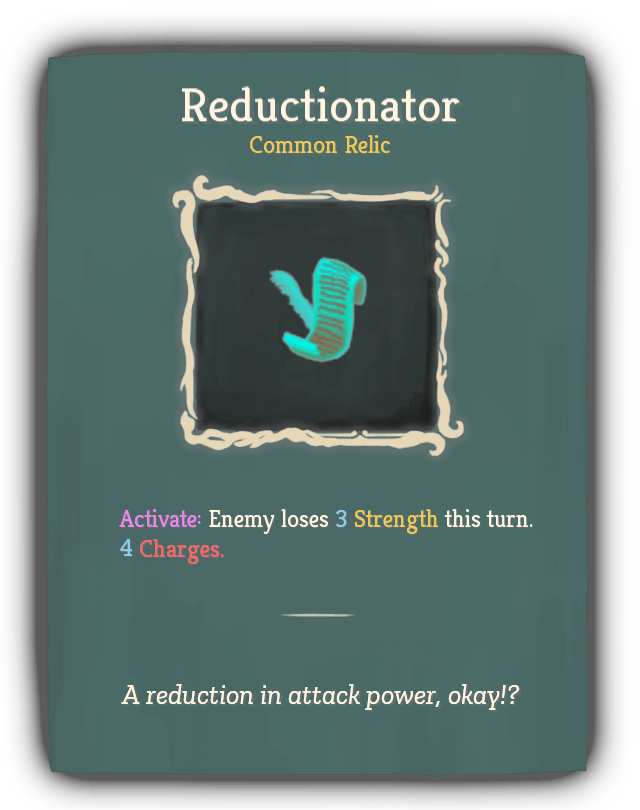 Reductionator
Common Relic
Activate: Enemy loses 3 Strength this turn.
4 Charges.
A reduction in attack power, okay!?